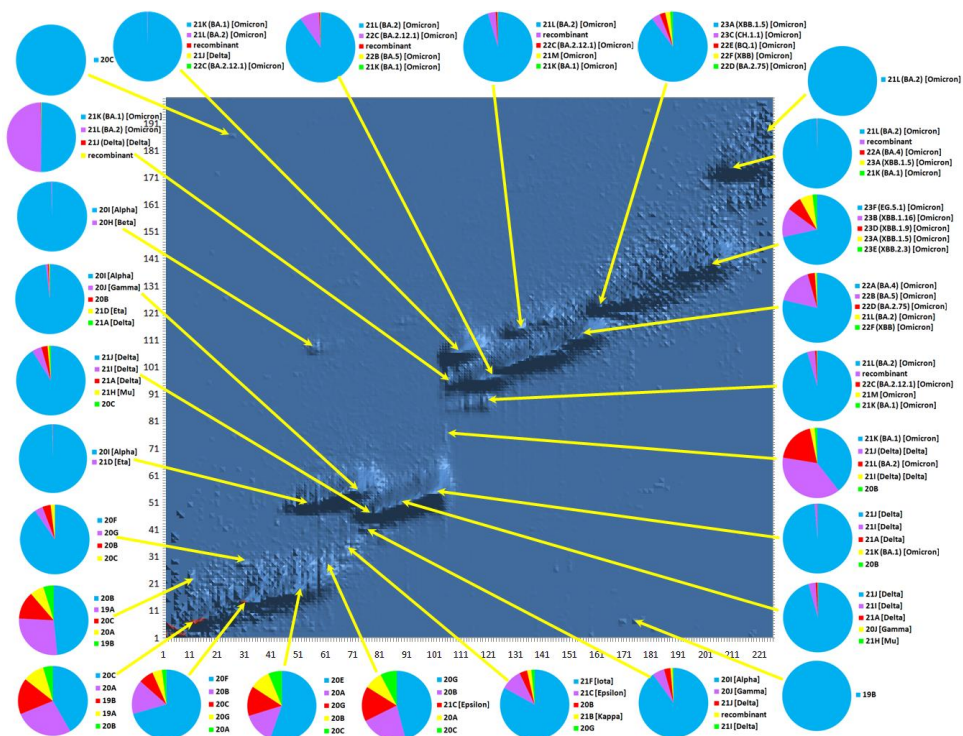 20C
21K (BA.1) [Omicron]
21L (BA.2) [Omicron]
recombinant
21J [Delta]
22C (BA.2.12.1) [Omicron]
21L (BA.2) [Omicron]
22C (BA.2.12.1) [Omicron]
recombinant
22B (BA.5) [Omicron]
21K (BA.1) [Omicron]
21L (BA.2) [Omicron]
recombinant
22C (BA.2.12.1) [Omicron]
21M [Omicron]
21K (BA.1) [Omicron]
23A (XBB.1.5) [Omicron]
23C (CH.1.1) [Omicron]
22E (BQ.1) [Omicron]
22F (XBB) [Omicron]
22D (BA.2.75) [Omicron]
21L (BA.2) [Omicron]
21K (BA.1) [Omicron]
21L (BA.2) [Omicron]
21J (Delta) [Delta]
recombinant
20I [Alpha]
20H [Beta]
20I [Alpha]
20J [Gamma]
20B
21D [Eta]
21A [Delta]
21J [Delta]
21I [Delta]
21A [Delta]
21H [Mu]
20C
20I [Alpha]
21D [Eta]
20F
20G
20B
20C
20B
19A
20C
20A
19B
20C
20A
19B
19A
20B
191
181
171
161
151
141
131
121
111
101
91
81
71
61
51
41
31
21
11
1
1 11 21 31 41 51 61 71 81 91 101 111 121 131 141 151 161 171 181 191 201 211 221
21L (BA.2) [Omicron]
recombinant
22A (BA.4) [Omicron]
23A (XBB.1.5) [Omicron]
21K (BA.1) [Omicron]
23F (EG.5.1) [Omicron]
23B (XBB.1.16) [Omicron]
23D (XBB.1.9) [Omicron]
23A (XBB.1.5) [Omicron]
23E (XBB.2.3) [Omicron]
22A (BA.4) [Omicron]
22B (BA.5) [Omicron]
22D (BA.2.75) [Omicron]
21L (BA.2) [Omicron]
22F (XBB) [Omicron]
21L (BA.2) [Omicron]
recombinant
22C (BA.2.12.1) [Omicron]
21M [Omicron]
21K (BA.1) [Omicron]
21K (BA.1) [Omicron]
21J (Delta) [Delta]
21L (BA.2) [Omicron]
21I (Delta) [Delta]
20B
21J [Delta]
21I [Delta]
21A [Delta]
21K (BA.1) [Omicron]
20B
21J [Delta]
21I [Delta]
21A [Delta]
20J [Gamma]
21H [Mu]
20F
20B
20C
20G
20A
20E
20A
20G
20B
20C
20G
20B
21C [Epsilon]
20A
20C
21F [Iota]
21C [Epsilon]
20B
21B [Kappa]
20G
20I [Alpha]
20J [Gamma]
21J [Delta]
recombinant
21I [Delta]
19B